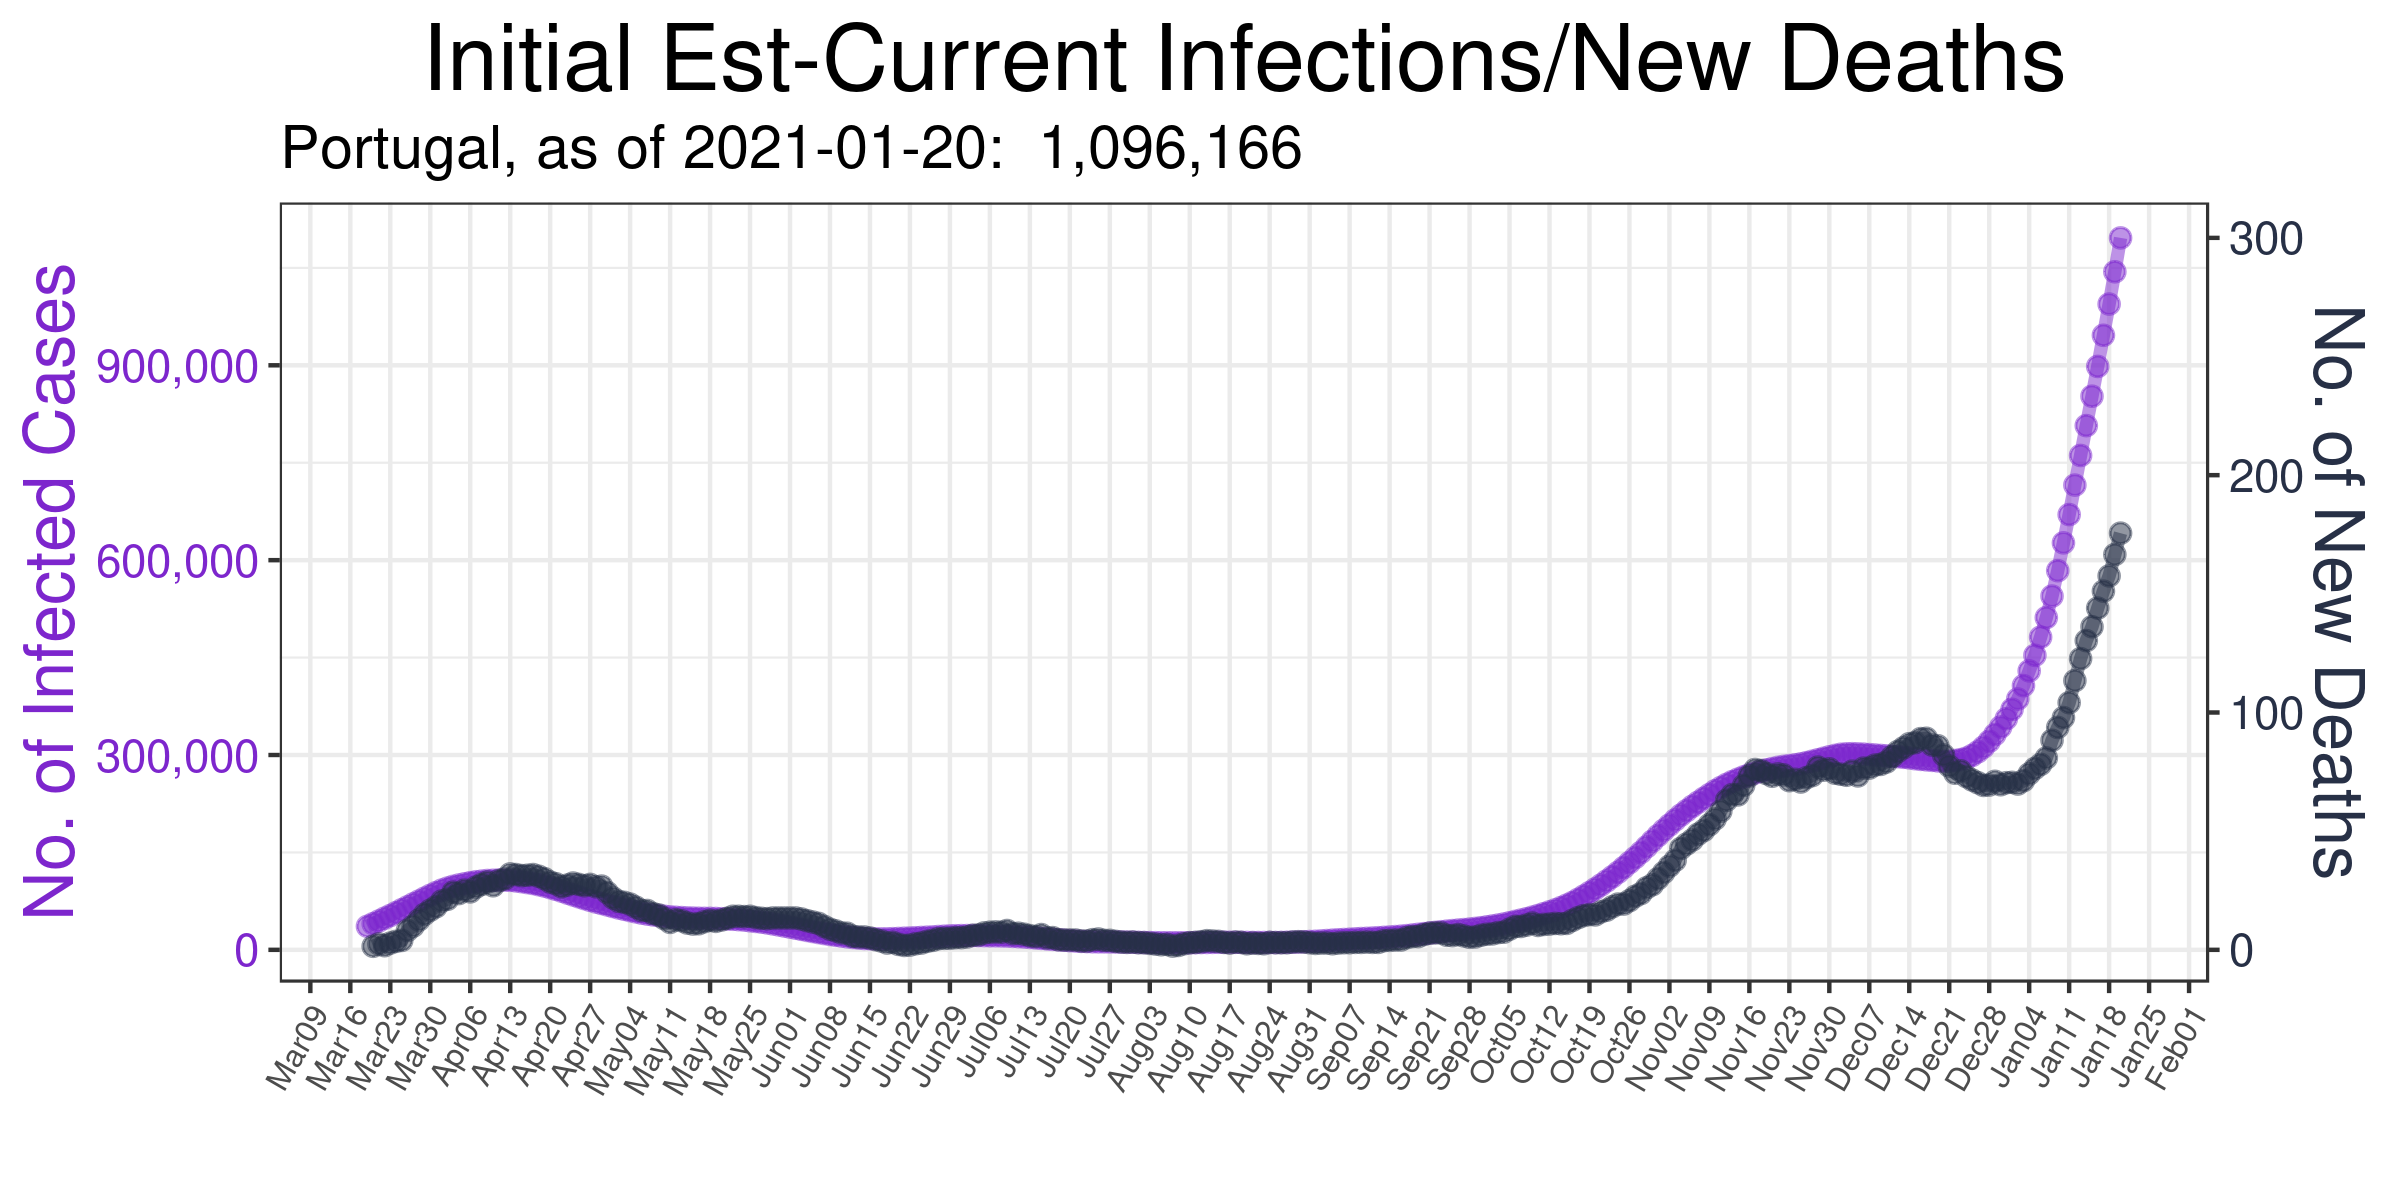 Initial Est-Current Infections/New Deaths
Portugal, as of 2021-01-20: 1,096,166
No. of Infected Cases
900,000
600,000
300,000
0
300
200
100
0
No. of New Deaths
Mar09
Mar16
Mar23
Mar30
Apr06
Apr13
Apr20
Apr27
May04
May11
May18
May25
Jun01
Jun08
Jun15
Jun22
Jun29
Jul06
Jul13
Jul20
Jul27
Aug03
Aug10
Aug17
Aug24
Aug31
Sep07
Sep14
Sep21
Sep28
Oct05
Oct12
Oct19
Oct26
Nov02
Nov09
Nov16
Nov23
Nov30
Dec07
Dec14
Dec21
Dec28
Jan04
Jan11
Jan18
Jan25
Feb01